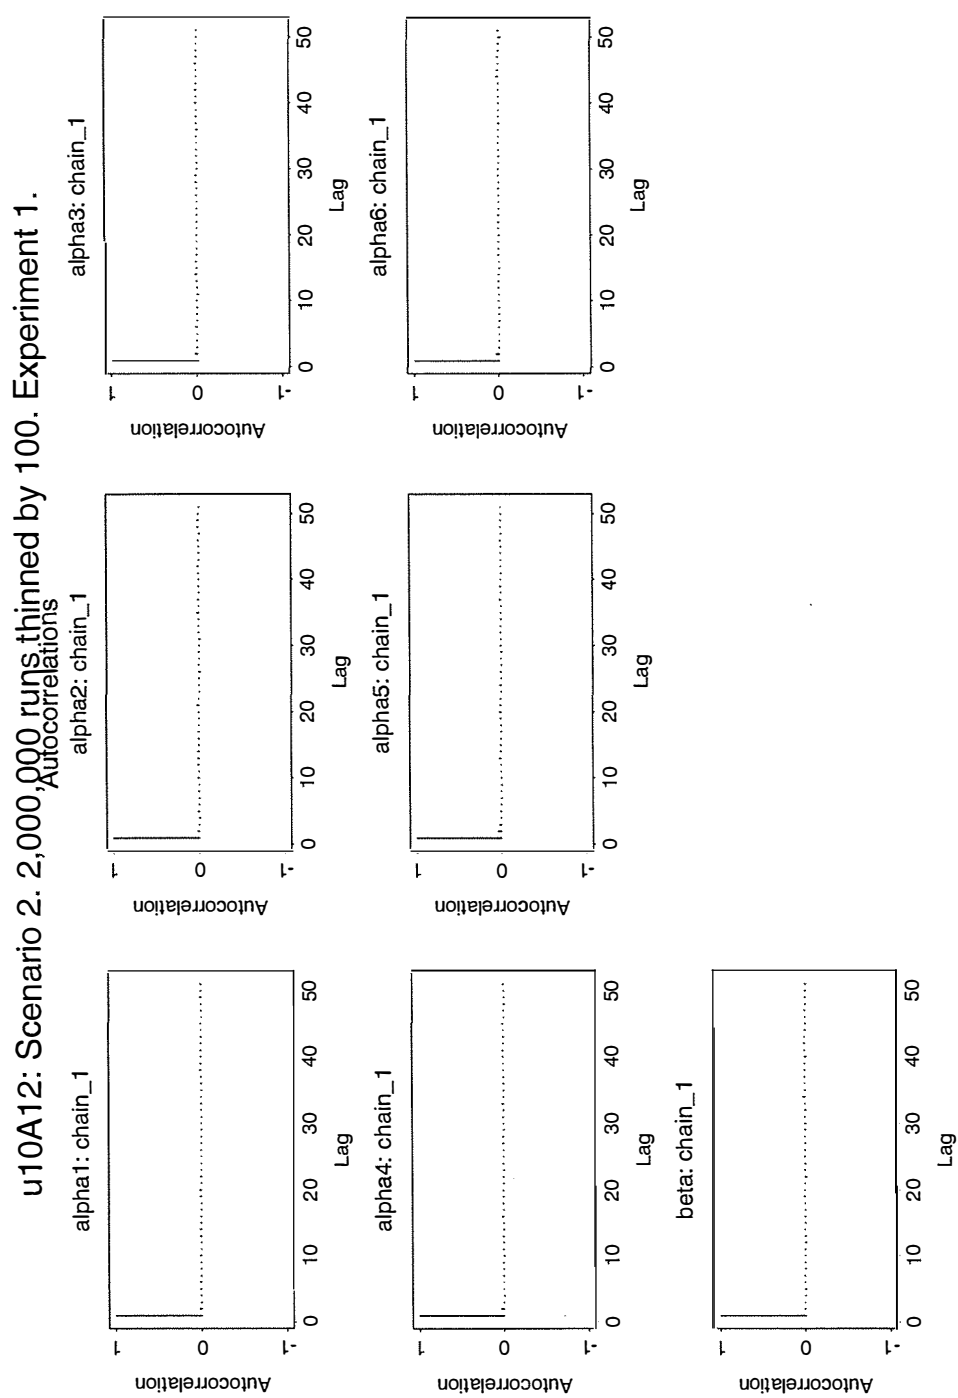 u10A12: Scenario 2. 2,000,000 runs thinned by 100. Experiment 1.
Autocorrelations
alpha1: chain_1
Autocorrelation
1
0
-1
0 10 20 30 40 50
Lag
alpha2: chain_1
Autocorrelation
1
0
-1
0 10 20 30 40 50
Lag
alpha3: chain_1
Autocorrelation
1
0
-1
0 10 20 30 40 50
Lag
alpha4: chain_1
Autocorrelation
1
0
-1
0 10 20 30 40 50
Lag
alpha5: chain_1
Autocorrelation
1
0
-1
0 10 20 30 40 50
Lag
alpha6: chain_1
Autocorrelation
1
0
-1
0 10 20 30 40 50
Lag
beta: chain_1
Autocorrelation
1
0
-1
0 10 20 30 40 50
Lag